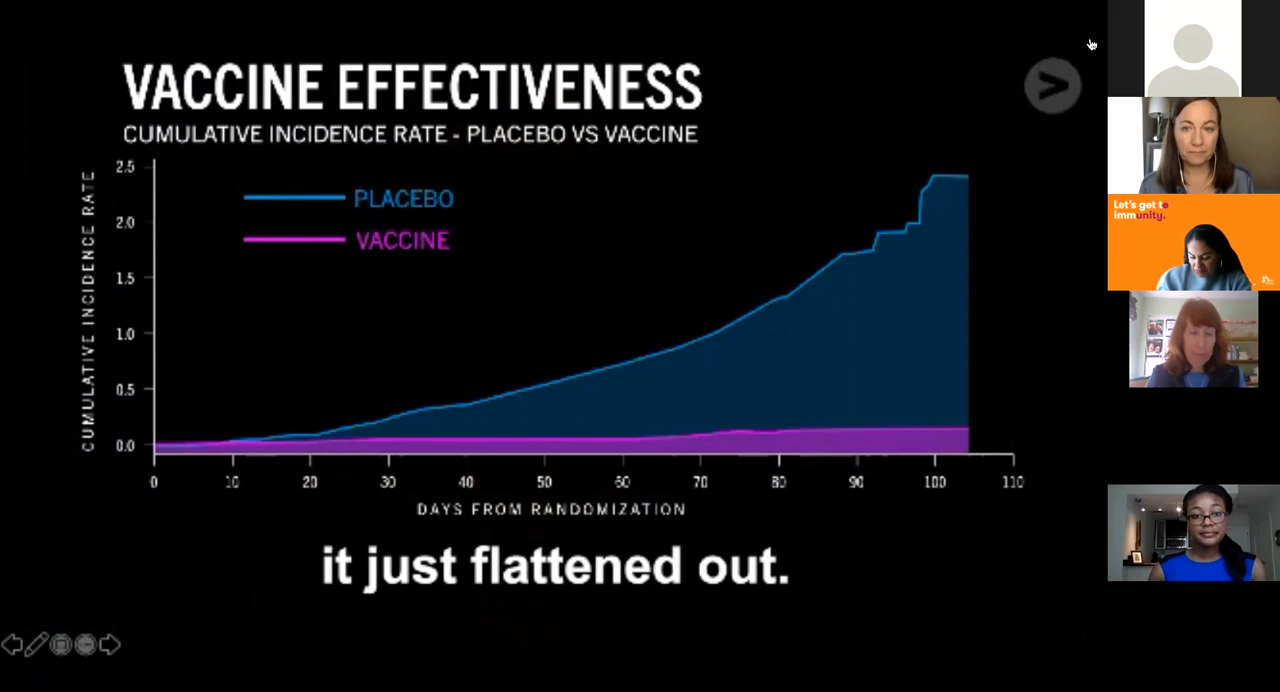 VACCINE EFFECTIVENESS
CUMULATIVE INCIDENCE RATE - PLACEBO VS VACCINE
CUMULATIVE INCIDENCE RATE
2.5
2.0
1.5
1.0
0.5
0.0
PLACEBO
VACCINE
0 10 20 30 40 50 60 70 80 90 100 110
DAYS FROM RANDOMIZATION
it just flattened out.
Let's get to
immunity.